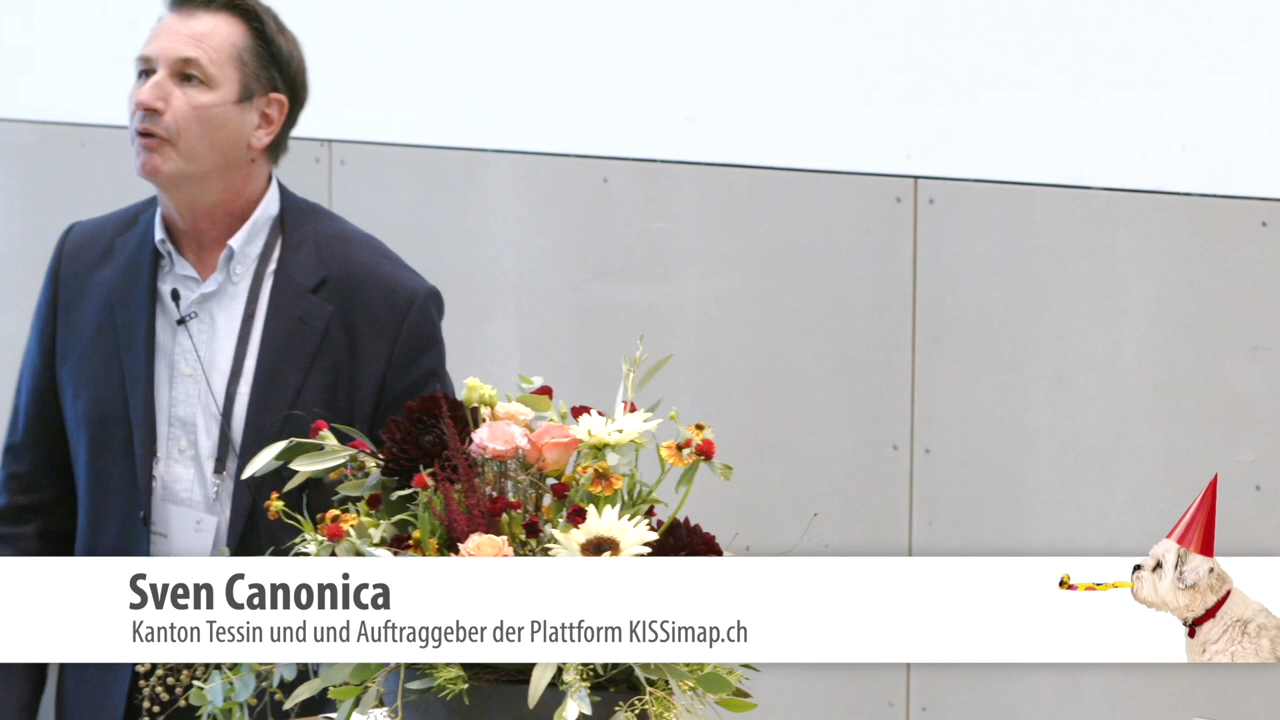 Sven Canonica
Kanton Tessin und und Auftraggeber der Plattform KISSimap.ch